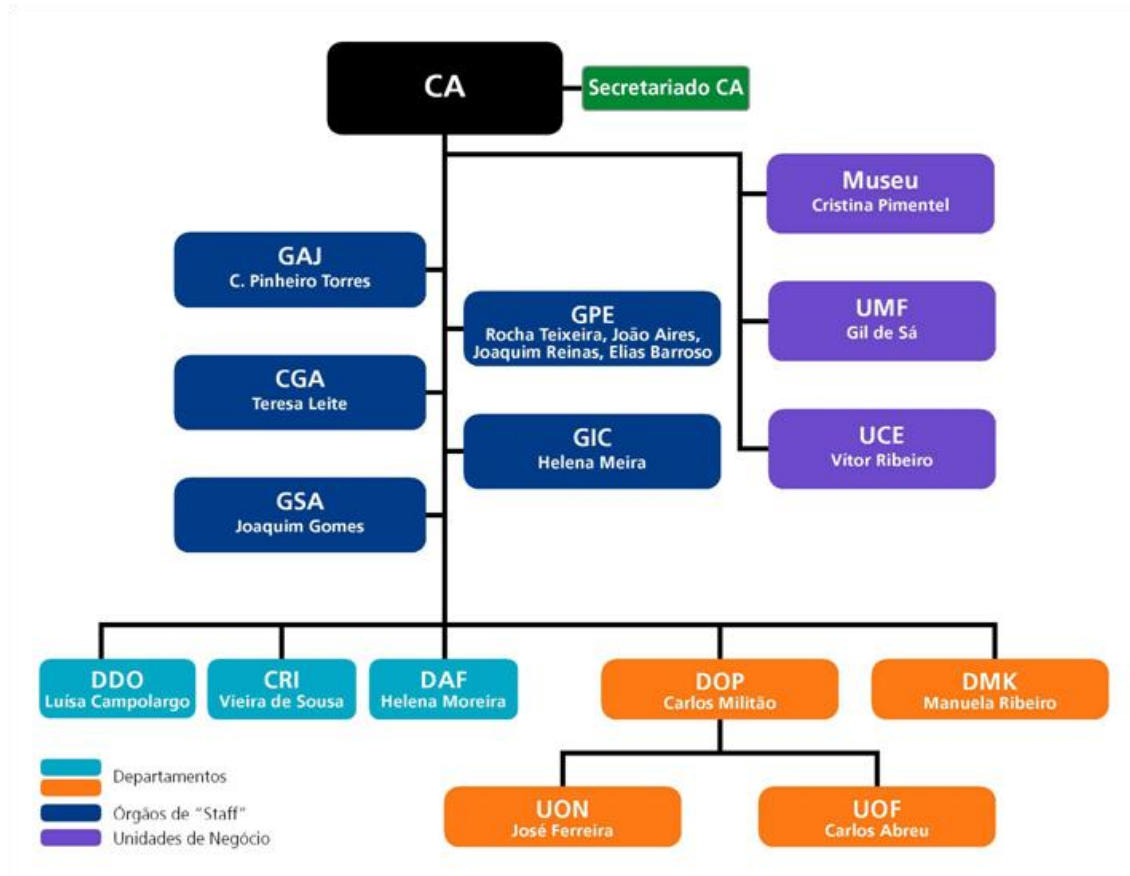 CA
Secretariado CA
Museu
Cristina Pimentel
GAJ
C. Pinheiro Torres
GPE
Rocha Teixeira, João Aires,
Joaquim Reinas, Elias Barroso
UMF
Gil de Sá
CGA
Teresa Leite
GIC
Helena Meira
UCE
Vítor Ribeiro
GSA
Joaquim Gomes
DDO
Luísa Campolargo
CRI
Vieira de Sousa
DAF
Helena Moreira
DOP
Carlos Militão
DMK
Manuela Ribeiro
UON
José Ferreira
UOF
Carlos Abreu
Departamentos
Órgãos de “Staff”
Unidades de Negócio